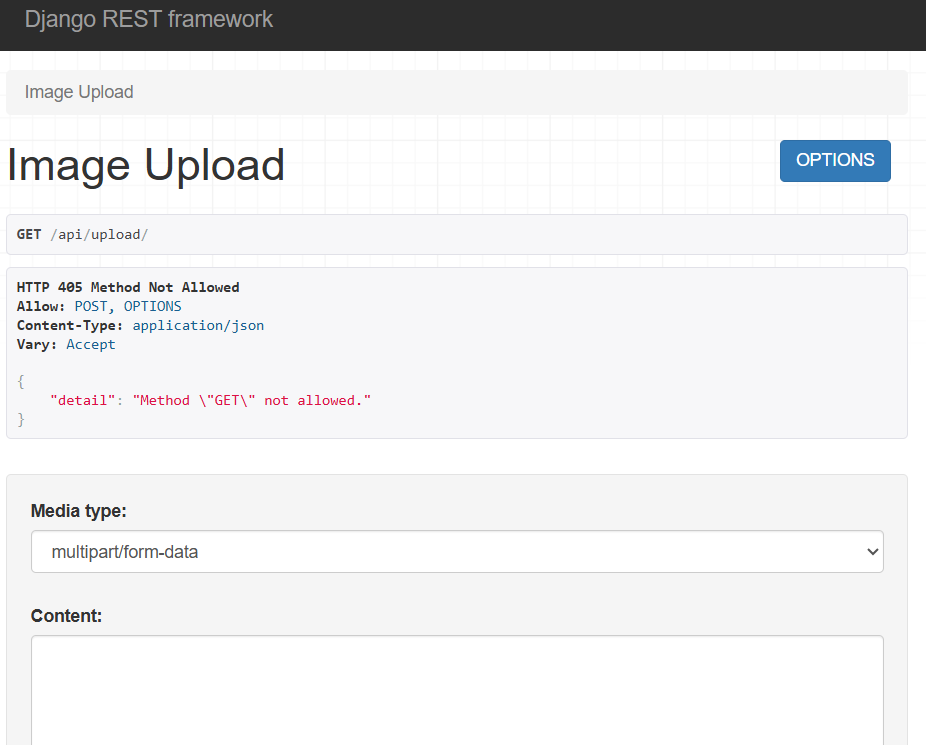 Django REST framework
Image Upload
Image Upload
OPTIONS
GET /api/upload/
HTTP 405 Method Not Allowed
Allow: POST, OPTIONS
Content-Type: application/json
Vary: Accept
{
"detail": "Method \"GET\" not allowed."
}
Media type:
multipart/form-data
Content: